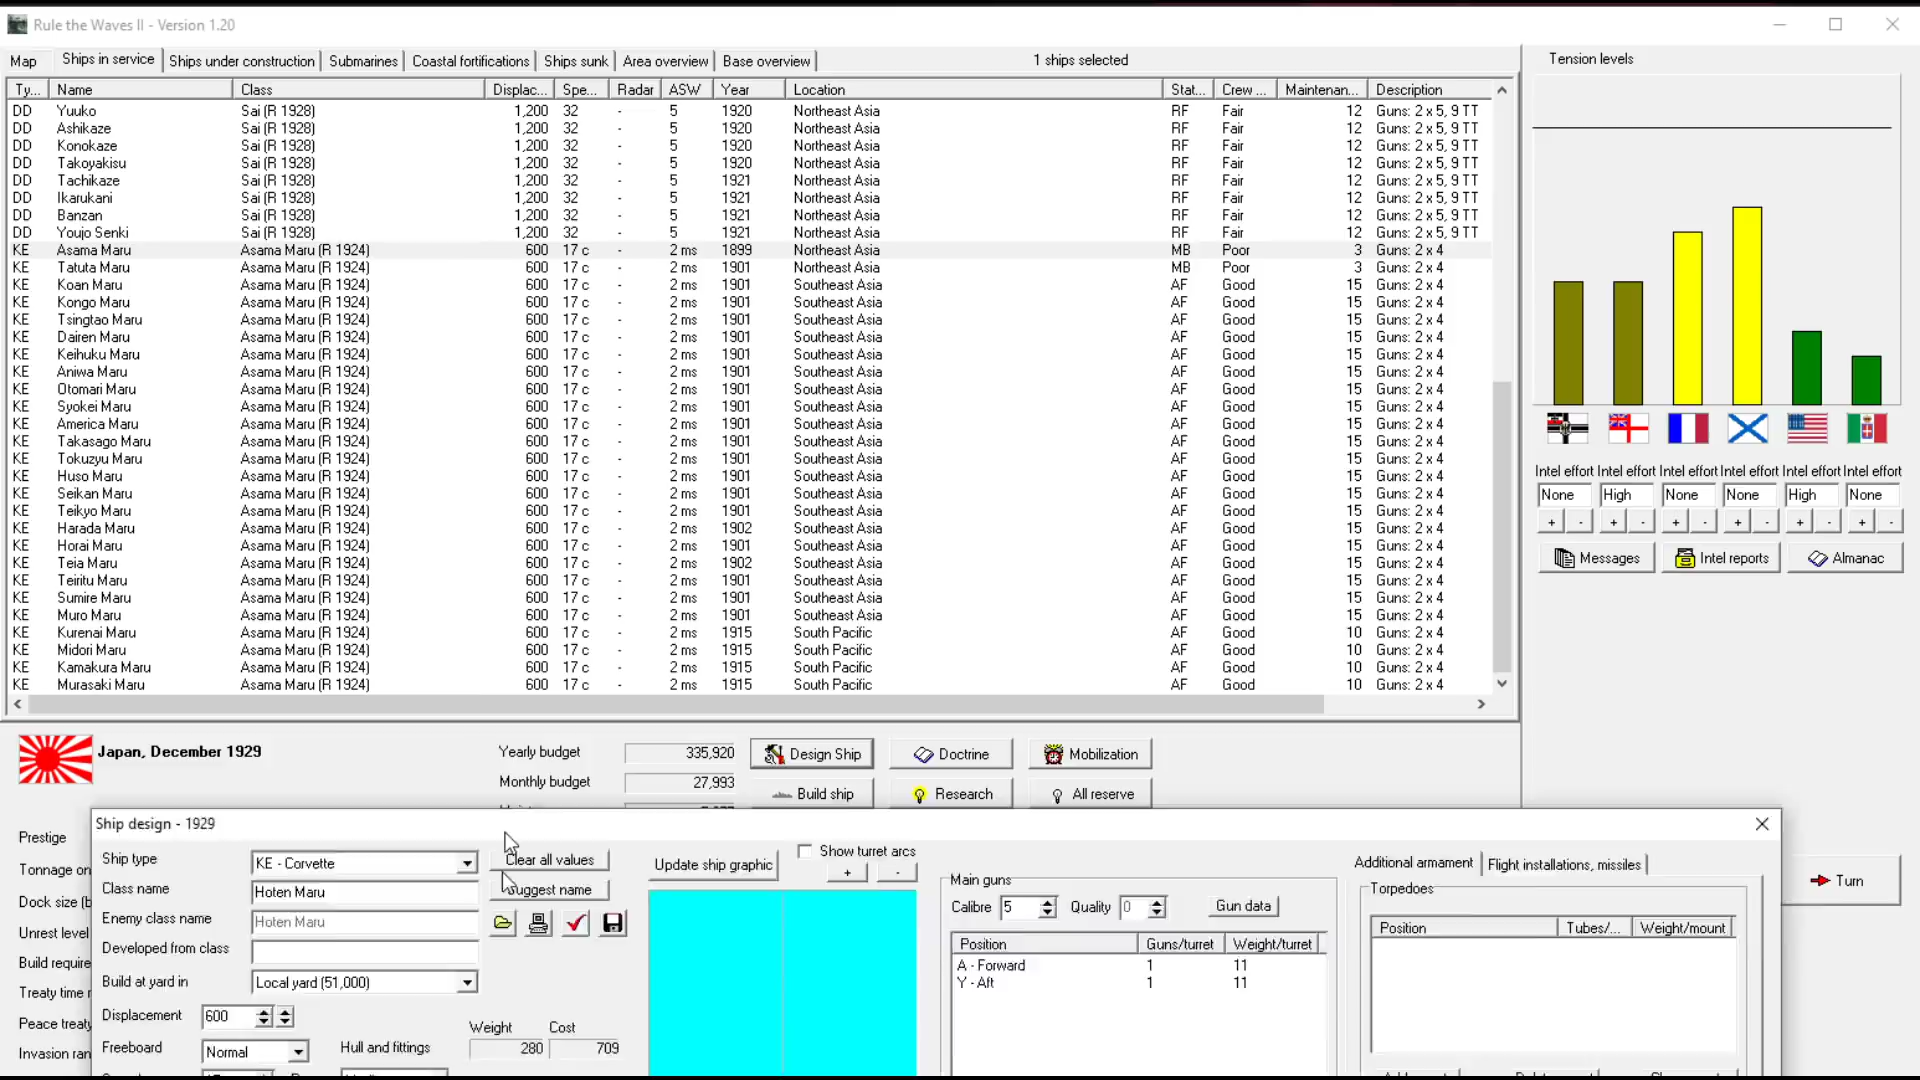 Rule the Waves II - Version 1.20
Map Ships in service Ships under construction Submarines Coastal fortifications Ships sunk Area overview Base overview 1 ships selected Tension levels
Ty... Name Class Displac... Spe... Radar ASW Year Location Stat... Crew ... Maintenan... Description
DD Yuuko Sai (R 1928) 1,200 32 - 5 1920 Northeast Asia RF Fair 12 Guns: 2 x 5, 9 TT
DD Ashikaze Sai (R 1928) 1,200 32 - 5 1920 Northeast Asia RF Fair 12 Guns: 2 x 5, 9 TT
DD Konokaze Sai (R 1928) 1,200 32 - 5 1920 Northeast Asia RF Fair 12 Guns: 2 x 5, 9 TT
DD Takoyakisu Sai (R 1928) 1,200 32 - 5 1920 Northeast Asia RF Fair 12 Guns: 2 x 5, 9 TT
DD Tachikaze Sai (R 1928) 1,200 32 - 5 1921 Northeast Asia RF Fair 12 Guns: 2 x 5, 9 TT
DD Ikarukani Sai (R 1928) 1,200 32 - 5 1921 Northeast Asia RF Fair 12 Guns: 2 x 5, 9 TT
DD Banzan Sai (R 1928) 1,200 32 - 5 1921 Northeast Asia RF Fair 12 Guns: 2 x 5, 9 TT
DD Youjo Senki Sai (R 1928) 1,200 32 - 5 1921 Northeast Asia RF Fair 12 Guns: 2 x 5, 9 TT
KE Asama Maru Asama Maru (R 1924) 600 17 c - 2 ms 1899 Northeast Asia MB Poor 3 Guns: 2 x 4
KE Tatuta Maru Asama Maru (R 1924) 600 17 c - 2 ms 1901 Northeast Asia MB Poor 3 Guns: 2 x 4
KE Koan Maru Asama Maru (R 1924) 600 17 c - 2 ms 1901 Southeast Asia AF Good 15 Guns: 2 x 4
KE Kongo Maru Asama Maru (R 1924) 600 17 c - 2 ms 1901 Southeast Asia AF Good 15 Guns: 2 x 4
KE Tsingtao Maru Asama Maru (R 1924) 600 17 c - 2 ms 1901 Southeast Asia AF Good 15 Guns: 2 x 4
KE Dairen Maru Asama Maru (R 1924) 600 17 c - 2 ms 1901 Southeast Asia AF Good 15 Guns: 2 x 4
KE Keihuku Maru Asama Maru (R 1924) 600 17 c - 2 ms 1901 Southeast Asia AF Good 15 Guns: 2 x 4
KE Aniwa Maru Asama Maru (R 1924) 600 17 c - 2 ms 1901 Southeast Asia AF Good 15 Guns: 2 x 4
KE Otomari Maru Asama Maru (R 1924) 600 17 c - 2 ms 1901 Southeast Asia AF Good 15 Guns: 2 x 4
KE Syokei Maru Asama Maru (R 1924) 600 17 c - 2 ms 1901 Southeast Asia AF Good 15 Guns: 2 x 4
KE America Maru Asama Maru (R 1924) 600 17 c - 2 ms 1901 Southeast Asia AF Good 15 Guns: 2 x 4
KE Takasago Maru Asama Maru (R 1924) 600 17 c - 2 ms 1901 Southeast Asia AF Good 15 Guns: 2 x 4
KE Tokuzyu Maru Asama Maru (R 1924) 600 17 c - 2 ms 1901 Southeast Asia AF Good 15 Guns: 2 x 4
KE Huso Maru Asama Maru (R 1924) 600 17 c - 2 ms 1901 Southeast Asia AF Good 15 Guns: 2 x 4
KE Seikan Maru Asama Maru (R 1924) 600 17 c - 2 ms 1901 Southeast Asia AF Good 15 Guns: 2 x 4
KE Teikyo Maru Asama Maru (R 1924) 600 17 c - 2 ms 1901 Southeast Asia AF Good 15 Guns: 2 x 4
KE Harada Maru Asama Maru (R 1924) 600 17 c - 2 ms 1902 Southeast Asia AF Good 15 Guns: 2 x 4
KE Horai Maru Asama Maru (R 1924) 600 17 c - 2 ms 1901 Southeast Asia AF Good 15 Guns: 2 x 4
KE Teia Maru Asama Maru (R 1924) 600 17 c - 2 ms 1902 Southeast Asia AF Good 15 Guns: 2 x 4
KE Teiritu Maru Asama Maru (R 1924) 600 17 c - 2 ms 1901 Southeast Asia AF Good 15 Guns: 2 x 4
KE Sumire Maru Asama Maru (R 1924) 600 17 c - 2 ms 1901 Southeast Asia AF Good 15 Guns: 2 x 4
KE Muro Maru Asama Maru (R 1924) 600 17 c - 2 ms 1901 Southeast Asia AF Good 15 Guns: 2 x 4
KE Kurenai Maru Asama Maru (R 1924) 600 17 c - 2 ms 1915 South Pacific AF Good 10 Guns: 2 x 4
KE Midori Maru Asama Maru (R 1924) 600 17 c - 2 ms 1915 South Pacific AF Good 10 Guns: 2 x 4
KE Kamakura Maru Asama Maru (R 1924) 600 17 c - 2 ms 1915 South Pacific AF Good 10 Guns: 2 x 4
KE Murasaki Maru Asama Maru (R 1924) 600 17 c - 2 ms 1915 South Pacific AF Good 10 Guns: 2 x 4
Intel effort Intel effort Intel effort Intel effort Intel effort Intel effort
None High None None High None
+ - + - + - + - + - + -
Messages Intel reports Almanac
Japan, December 1929 Yearly budget 335,920 Design Ship Doctrine Mobilization
Monthly budget 27,993 Build ship Research All reserve
Prestige
Tonnage on
Dock size (b
Unrest level
Build require
Treaty time r
Peace treaty
Invasion ran
Turn
Ship design - 1929
Ship type KE - Corvette Clear all values
Class name Hoten Maru Suggest name
Enemy class name Hoten Maru
Developed from class
Build at yard in Local yard (51,000)
Displacement 600
Weight Cost
Freeboard Normal Hull and fittings 280 709
Update ship graphic Show turret arcs
+ -
Main guns
Calibre 5 Quality 0 Gun data
Position Guns/turret Weight/turret
A - Forward 1 11
Y - Aft 1 11
Additional armament Flight installations, missiles
Torpedoes
Position Tubes/... Weight/mount